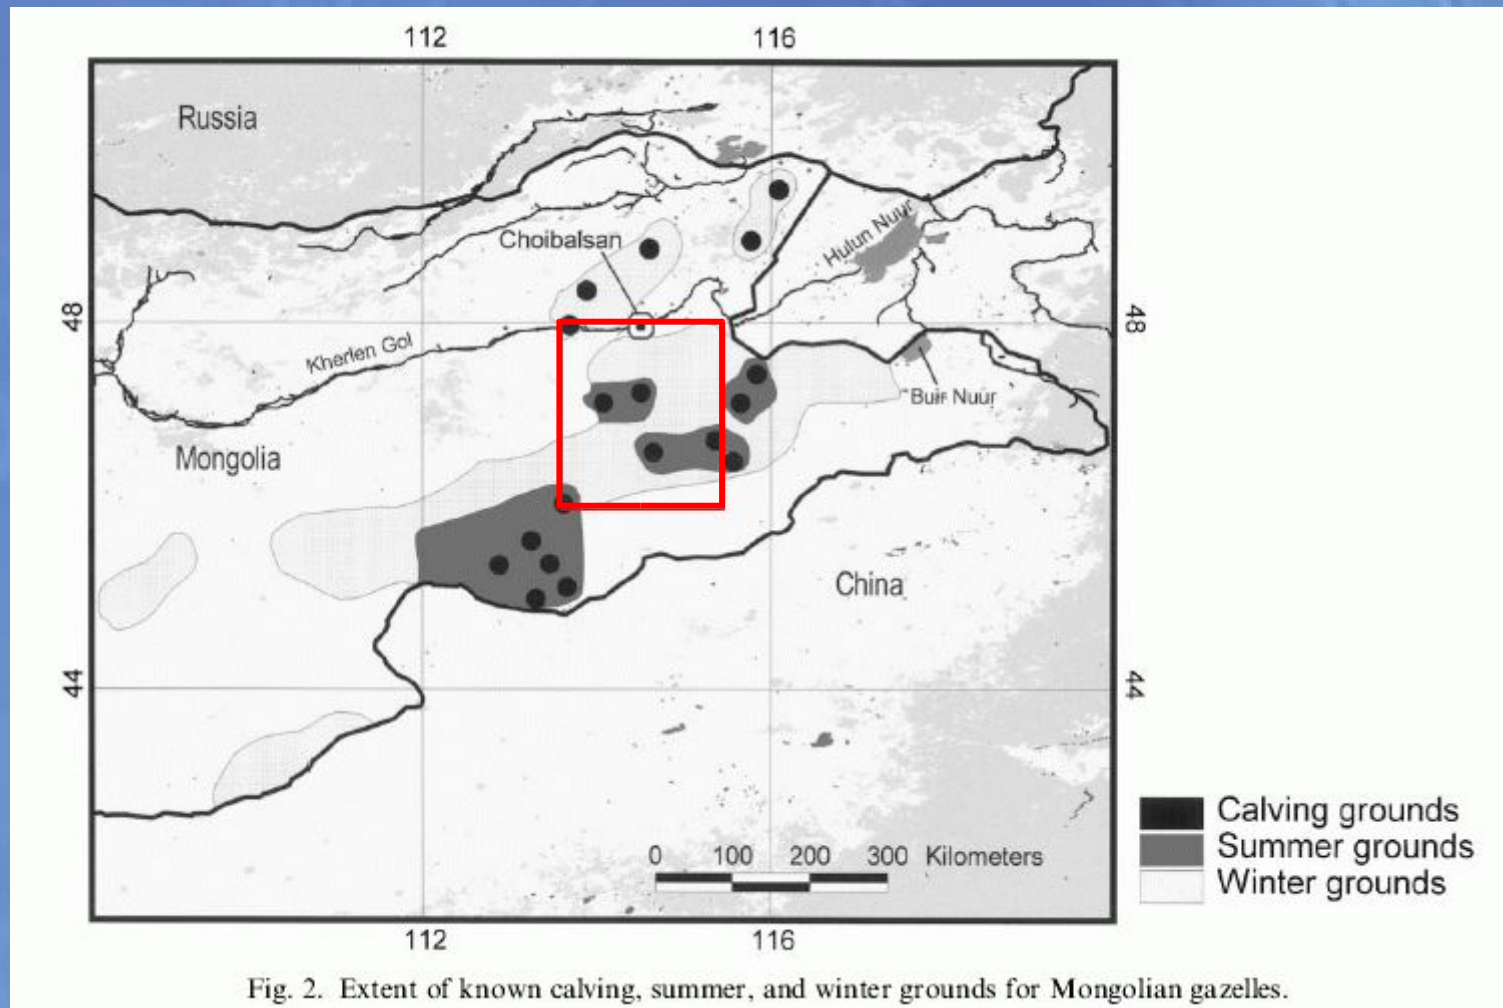 112 116
Russia
Choibalsan
Hulun Nuur
48 48
Kherlen Gol
Buir Nuur
Mongolia
China
44 44
Calving grounds
Summer grounds
Winter grounds
0 100 200 300 Kilometers
112 116
Fig. 2. Extent of known calving, summer, and winter grounds for Mongolian gazelles.